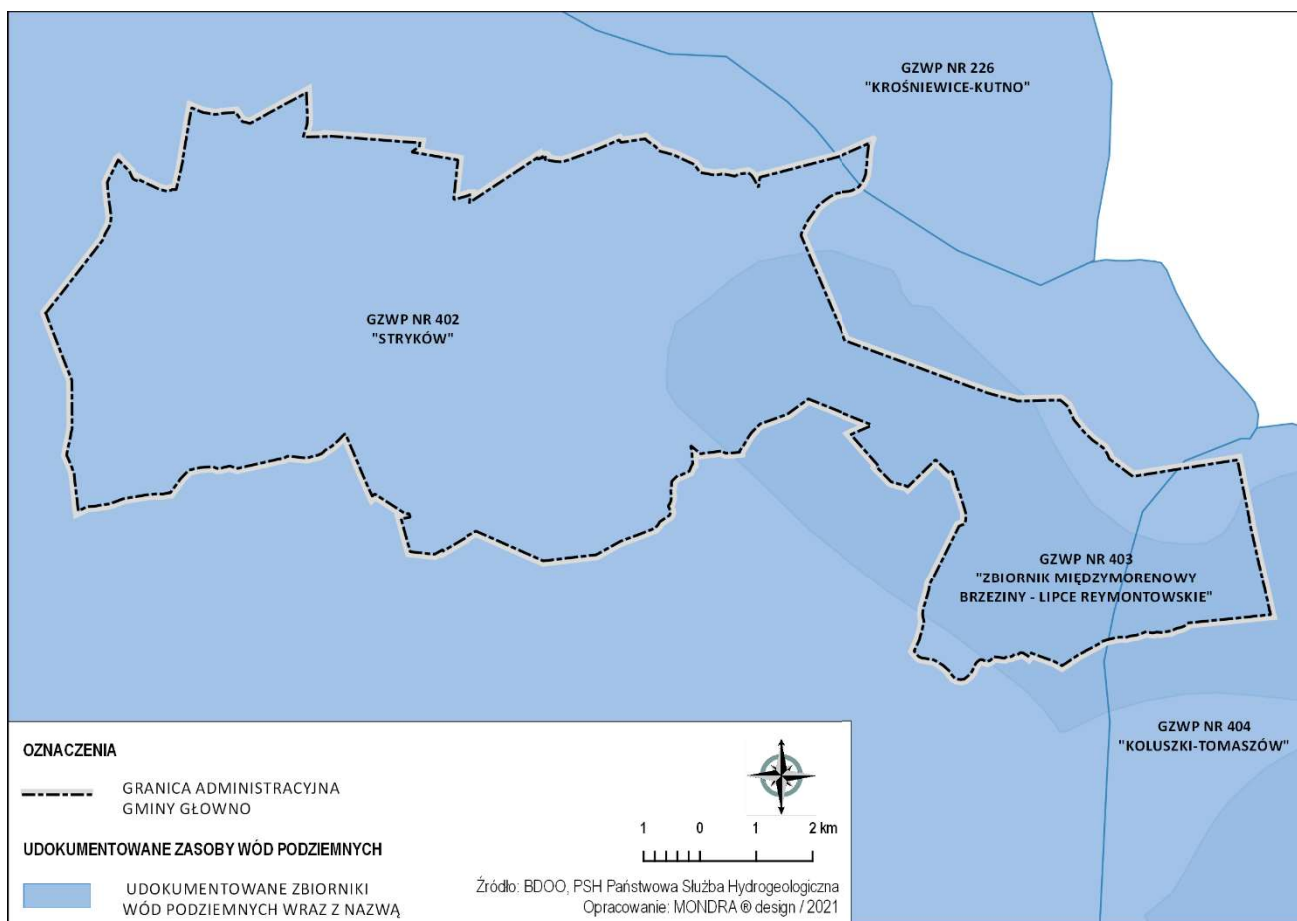 GZWP NR 226
"KROŚNIEWICE-KUTNO"
GZWP NR 402
"STRYKÓW"
GZWP NR 403
"ZBIORNIK MIĘDZYMORENOWY
BRZEZINY - LIPCE REYMONTOWSKIE"
GZWP NR 404
"KOLUSZKI-TOMASZÓW"
OZNACZENIA
GRANICA ADMINISTRACYJNA
GMINY GŁOWNO
UDOKUMENTOWANE ZASOBY WÓD PODZIEMNYCH
UDOKUMENTOWANE ZBIORNIKI
WÓD PODZIEMNYCH WRAZ Z NAZWĄ
1 0 1 2 km
Źródło: BDOO, PSH Państwowa Służba Hydrogeologiczna
Opracowanie: MONDRA ® design / 2021